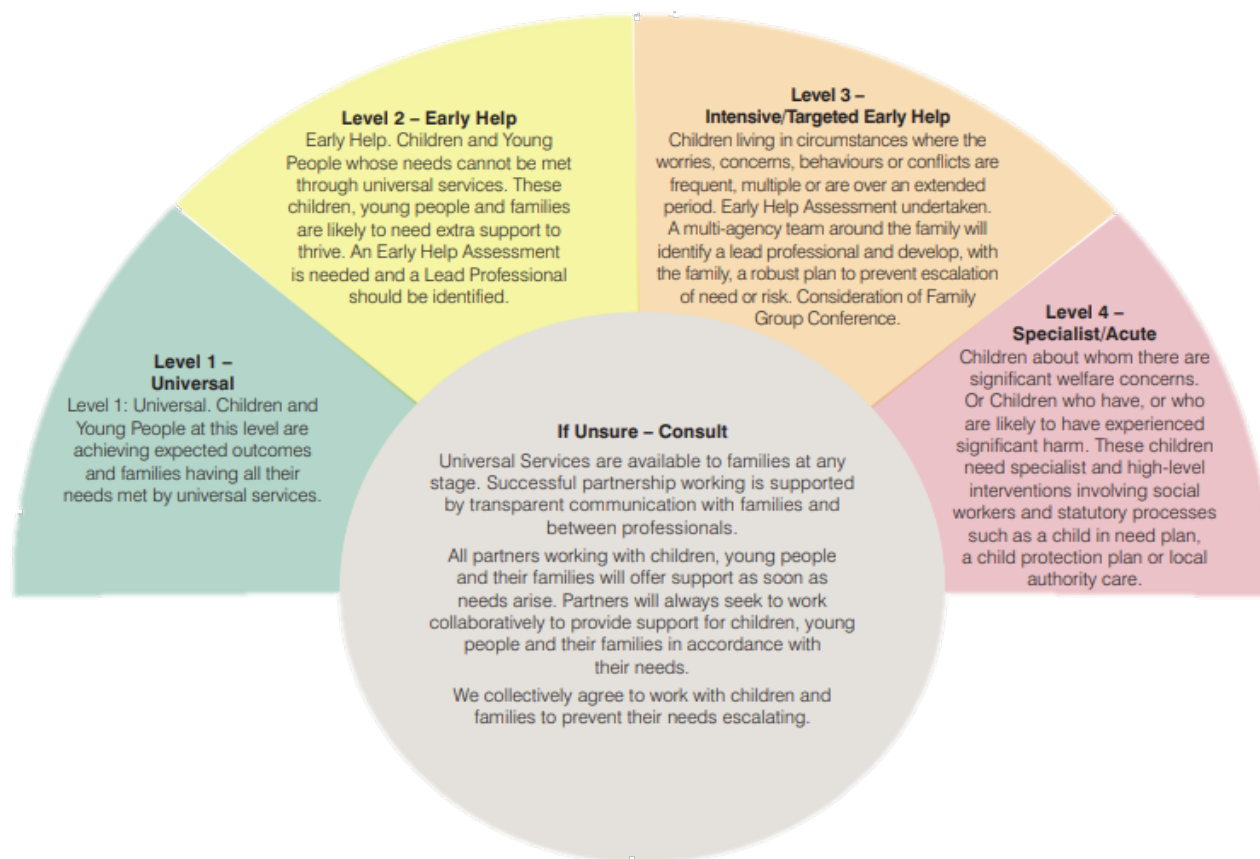 Level 1 –
Universal
Level 1: Universal. Children and
Young People at this level are
achieving expected outcomes
and families having all their
needs met by universal services.
Level 2 – Early Help
Early Help. Children and Young
People whose needs cannot be met
through universal services. These
children, young people and families
are likely to need extra support to
thrive. An Early Help Assessment
is needed and a Lead Professional
should be identified.
Level 3 –
Intensive/Targeted Early Help
Children living in circumstances where the
worries, concerns, behaviours or conflicts are
frequent, multiple or are over an extended
period. Early Help Assessment undertaken.
A multi-agency team around the family will
identify a lead professional and develop, with
the family, a robust plan to prevent escalation
of need or risk. Consideration of Family
Group Conference.
Level 4 –
Specialist/Acute
Children about whom there are
significant welfare concerns.
Or Children who have, or who
are likely to have experienced
significant harm. These children
need specialist and high-level
interventions involving social
workers and statutory processes
such as a child in need plan,
a child protection plan or local
authority care.
If Unsure – Consult
Universal Services are available to families at any
stage. Successful partnership working is supported
by transparent communication with families and
between professionals.
All partners working with children, young people
and their families will offer support as soon as
needs arise. Partners will always seek to work
collaboratively to provide support for children, young
people and their families in accordance with
their needs.
We collectively agree to work with children and
families to prevent their needs escalating.